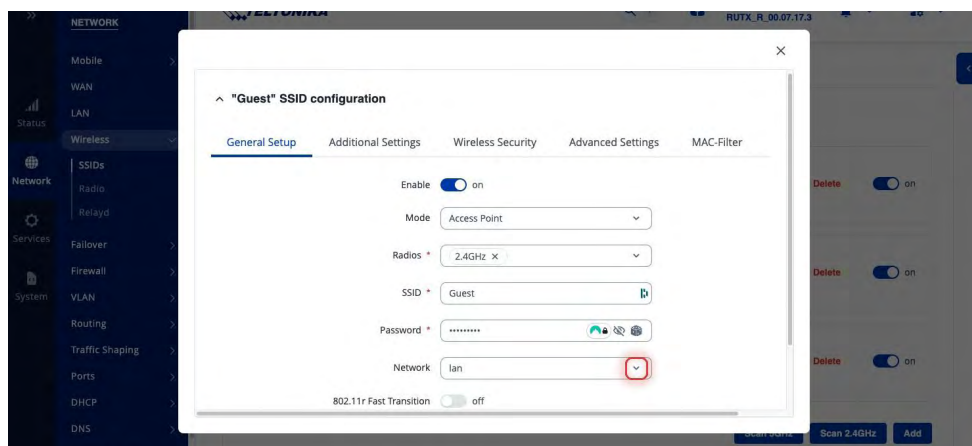 NETWORK
TELTONIKA
RUTX_R_00.07.17.3
Mobile
WAN
LAN
Wireless
SSIDs
Radio
Relayd
Failover
Firewall
VLAN
Routing
Traffic Shaping
Ports
DHCP
DNS
Status
Network
Services
System
"Guest" SSID configuration
General Setup Additional Settings Wireless Security Advanced Settings MAC-Filter
Enable on
Mode Access Point
Radios * 2.4GHz ×
SSID * Guest
Password * •••••••••
Network lan
802.11r Fast Transition off
Delete on
Delete on
Delete on
Scan 5GHz Scan 2.4GHz Add